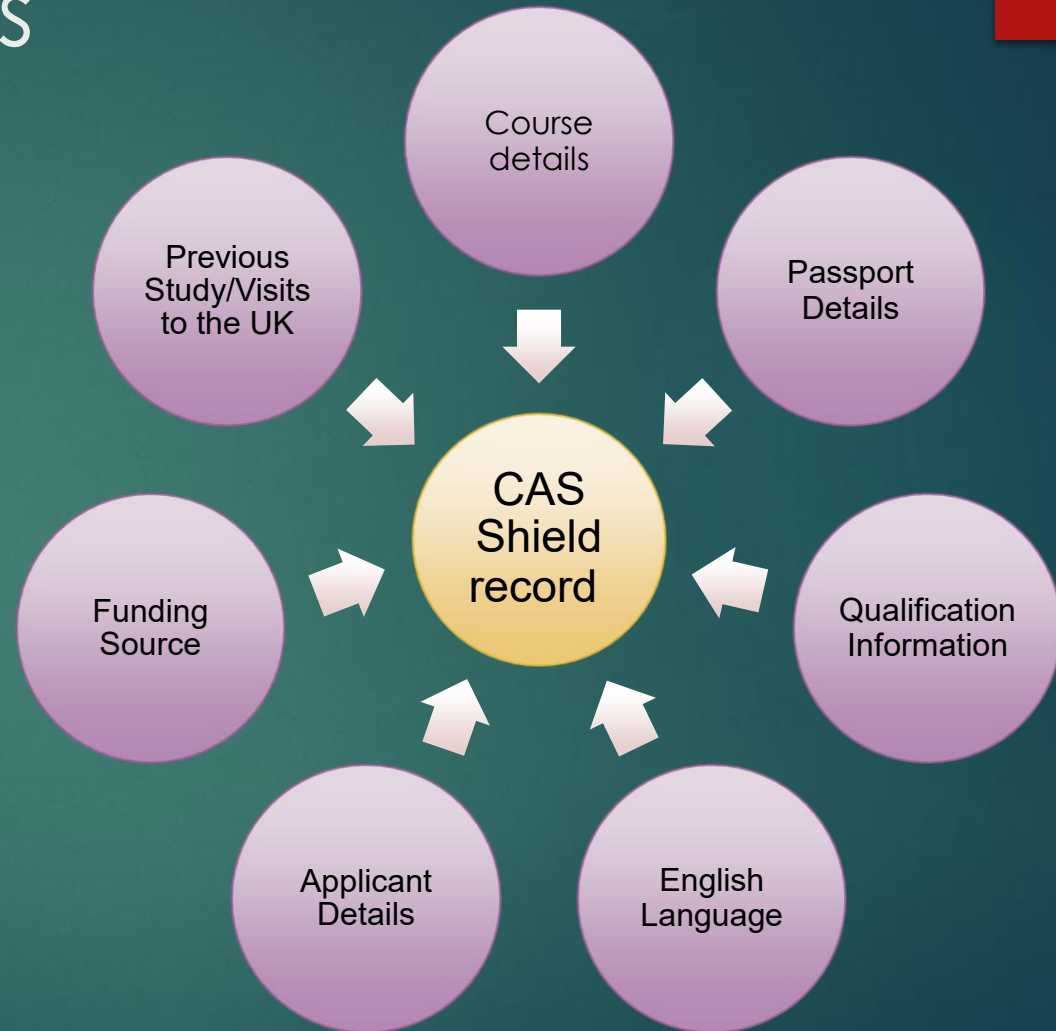 Course
details
Passport
Details
Qualification
Information
English
Language
Applicant
Details
Funding
Source
Previous
Study/Visits
to the UK
CAS
Shield
record